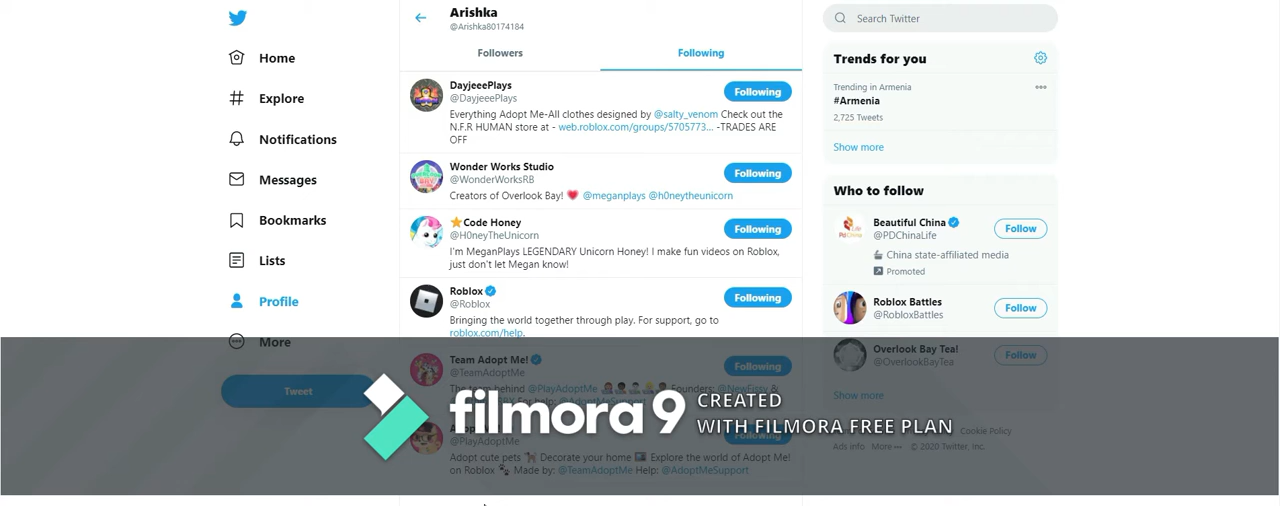 Home
Explore
Notifications
Messages
Bookmarks
Lists
Profile
More
Tweet
Arishka
@Arishka80174184
Followers
Following
DayjeeePlays
@DayjeeePlays
Following
Everything Adopt Me-All clothes designed by @salty_venom Check out the
N.F.R HUMAN store at - web.roblox.com/groups/5705773... -TRADES ARE
OFF
Wonder Works Studio
@WonderWorksRB
Following
Creators of Overlook Bay! 💗 @meganplays @h0neytheunicorn
⭐Code Honey
@H0neyTheUnicorn
Following
I'm MeganPlays LEGENDARY Unicorn Honey! I make fun videos on Roblox,
just don't let Megan know!
Roblox
@Roblox
Following
Bringing the world together through play. For support, go to
roblox.com/help.
Team Adopt Me!
@TeamAdoptMe
Following
The team behind @PlayAdoptMe Founders: @NewFissy &
@AdoptMeSupport
@PlayAdoptMe
Adopt cute pets 🐕 Decorate your home Explore the world of Adopt Me!
on Roblox 🐾 Made by: @TeamAdoptMe Help: @AdoptMeSupport
filmora9 CREATED
WITH FILMORA FREE PLAN
Search Twitter
Trends for you
Trending in Armenia
#Armenia
2,725 Tweets
Show more
Who to follow
Beautiful China
@PDChinaLife
Follow
China state-affiliated media
Promoted
Roblox Battles
@RobloxBattles
Follow
Overlook Bay Tea!
@OverlookBayTea
Follow
Show more
Cookie Policy
Ads info More © 2020 Twitter, Inc.